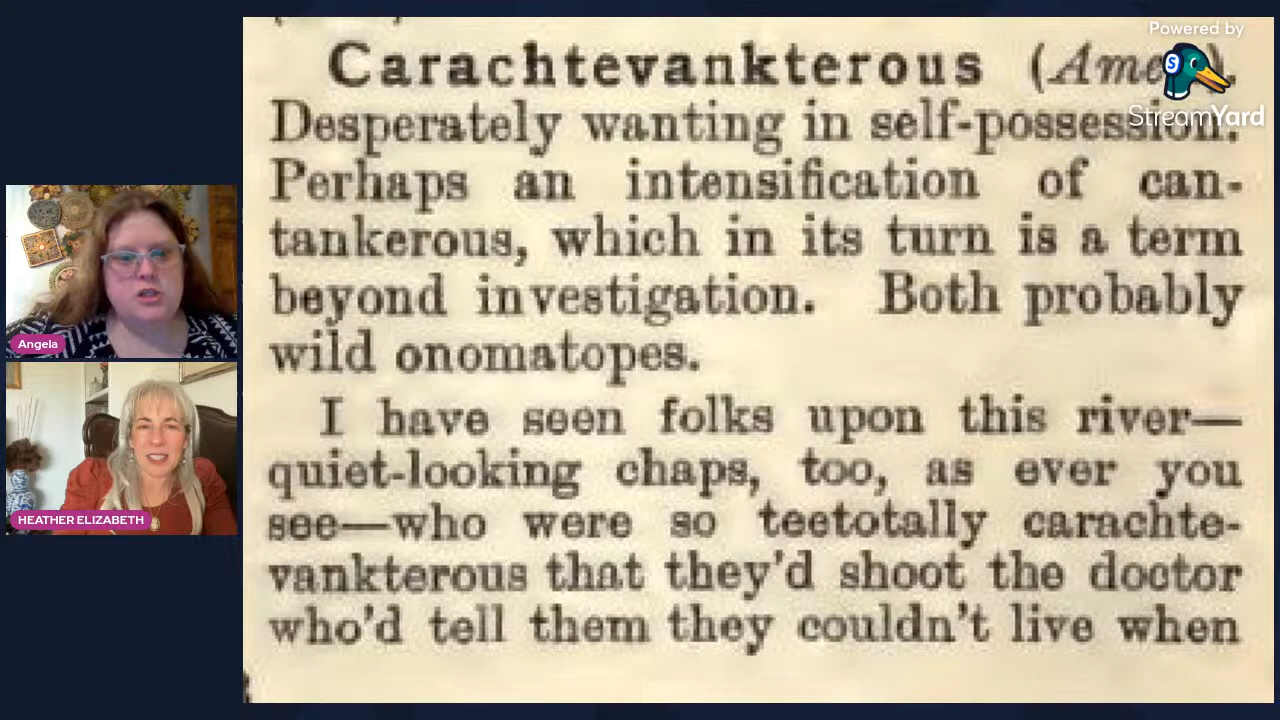 Powered by
StreamYard
Carachtevankterous
Desperately wanting in self-possession.
Perhaps an intensification of can-
tankerous, which in its turn is a term
beyond investigation. Both probably
wild onomatopes.
I have seen folks upon this river—
quiet-looking chaps, too, as ever you
see—who were so teetotally carachte-
vankterous that they'd shoot the doctor
who'd tell them they couldn't live when
Angela
HEATHER ELIZABETH